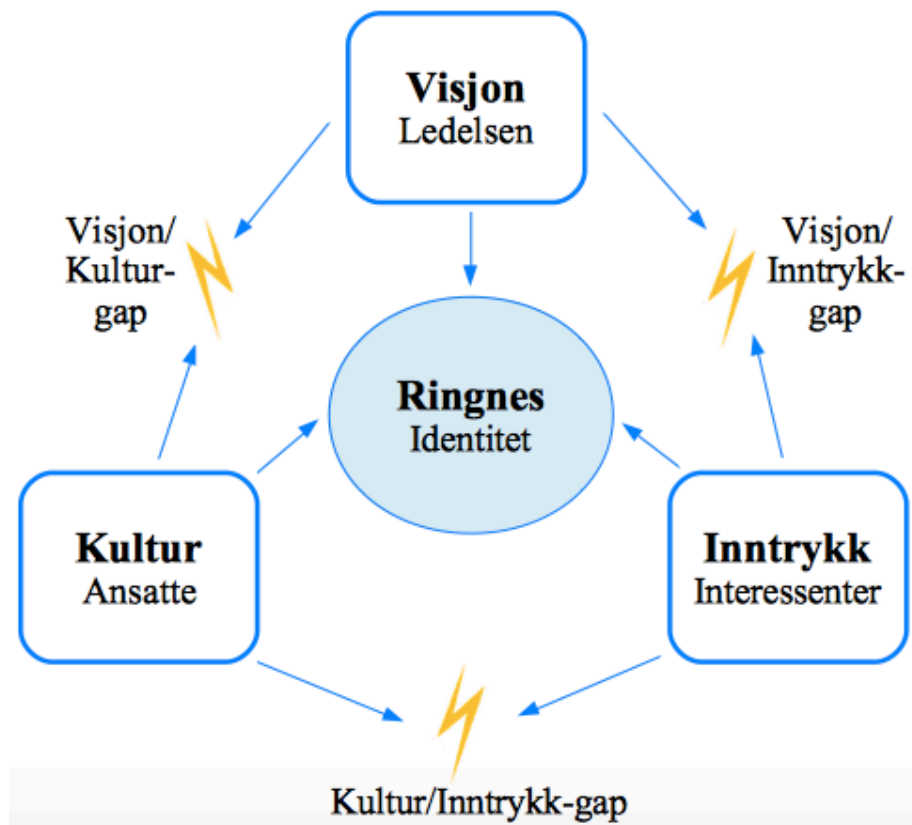 Visjon
Ledelsen
Visjon/
Kultur-
gap
Visjon/
Inntrykk-
gap
Ringnes
Identitet
Kultur
Ansatte
Inntrykk
Interessenter
Kultur/Inntrykk-gap